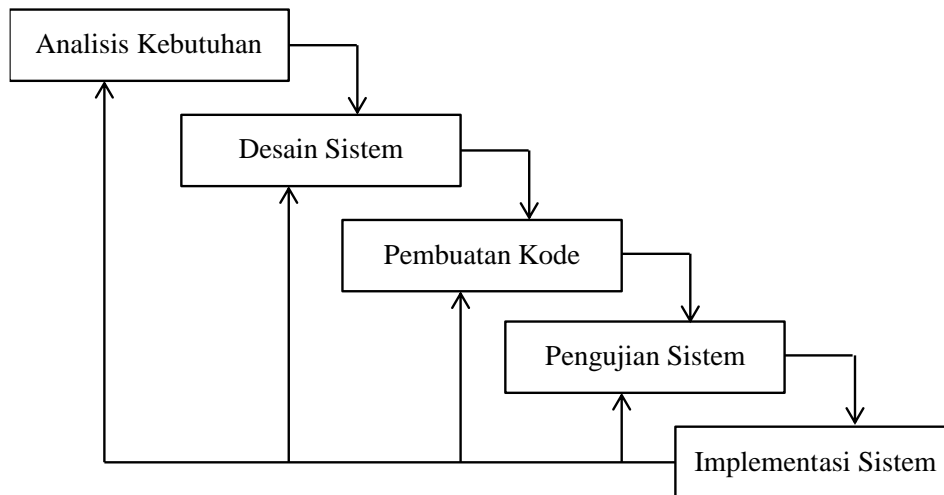 Analisis Kebutuhan
Desain Sistem
Pembuatan Kode
Pengujian Sistem
Implementasi Sistem